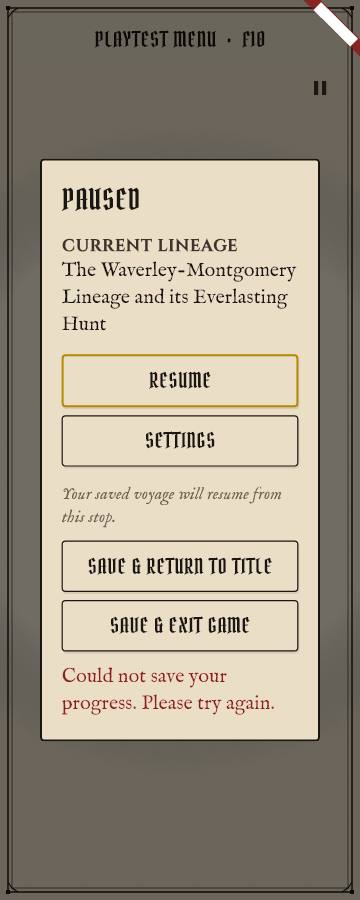 PLAYTEST MENU · F10
PAUSED
CURRENT LINEAGE
The Waverley-Montgomery
Lineage and its Everlasting
Hunt
RESUME
SETTINGS
Your saved voyage will resume from
this stop.
SAVE & RETURN TO TITLE
SAVE & EXIT GAME
Could not save your
progress. Please try again.